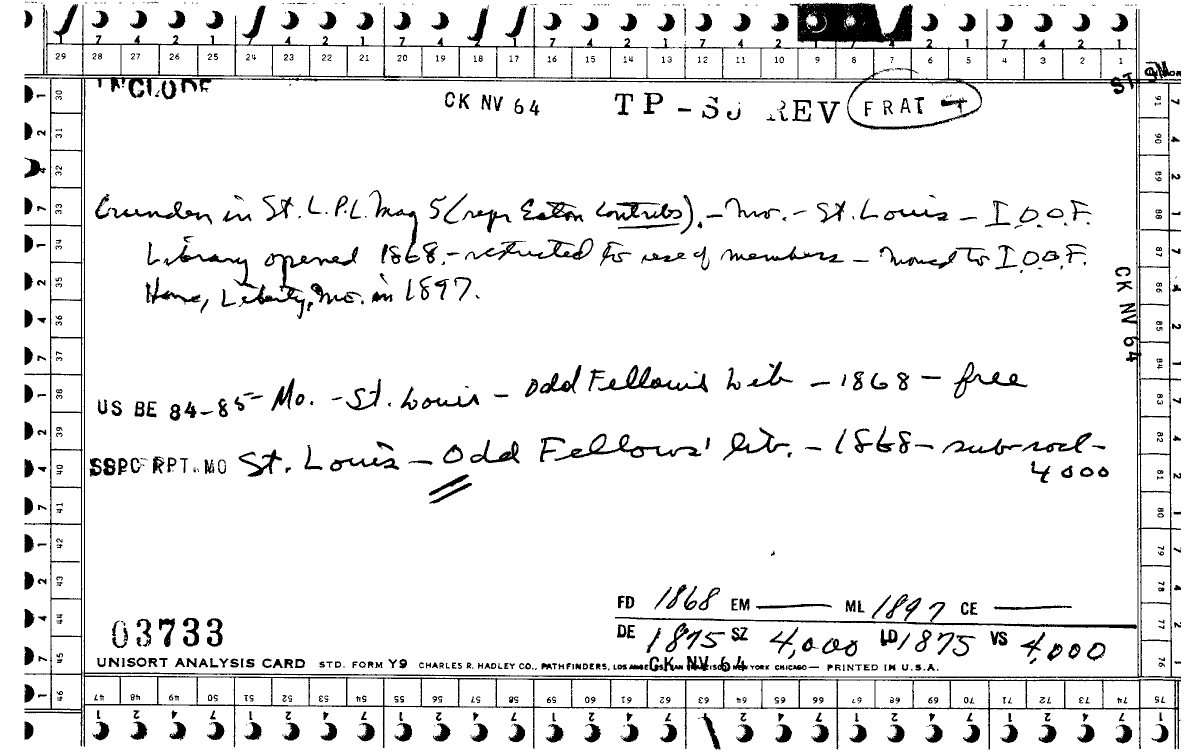 7 4 2 1 7 4 2 1 7 4 2 1 7 4 2 1 7 4 2 1 7 4 2 1 7 4 2 1
29 28 27 26 25 24 23 22 21 20 19 18 17 16 15 14 13 12 11 10 9 8 7 6 5 4 3 2 1
INCLUDE CK NV 64 TP-SJ REV FRAT 4 ST
Crunden in St. L. P. L. Mag 5 (repr Eaton Contribs). - Mo. - St. Louis - I.O.O.F.
Library opened 1868. - restricted to use of members - Moved to I.O.O.F.
Home, Liberty, Mo. in 1897.
CK NV 64
US BE 84-85 - Mo. - St. Louis - Odd Fellows Lib - 1868 - free
SSPC RPT. MO St. Louis - Odd Fellows' lib. - 1868 - sub-socl -
4000
FD 1868 EM — ML 1897 CE —
03733 DE 1875 SZ 4,000 LD 1875 VS 4,000
UNISORT ANALYSIS CARD STD. FORM Y9 CHARLES R. HADLEY CO., PATHFINDERS, LOS ANGELES SAN FRANCISCO NEW YORK CHICAGO — PRINTED IN U.S.A.
CK NV 64
30 31 32 33 34 35 36 37 38 39 40 41 42 43 44 45 46
47 48 49 50 51 52 53 54 55 56 57 58 59 60 61 62 63 64 65 66 67 68 69 70 71 72 73 74 75
76 77 78 79 80 81 82 83 84 85 86 87 88 89 90 91